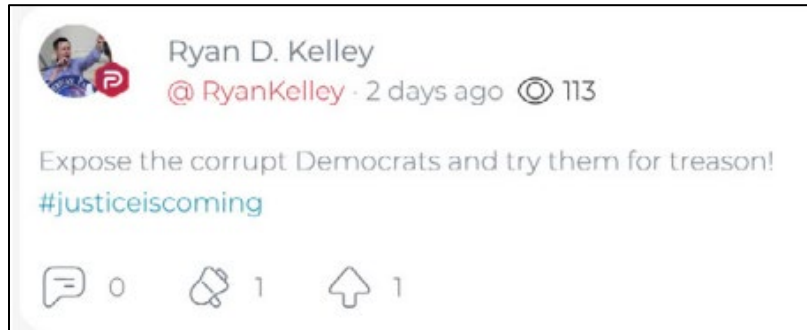 Ryan D. Kelley
@ RyanKelley · 2 days ago 113
Expose the corrupt Democrats and try them for treason!
#justiceiscoming
0 1 1